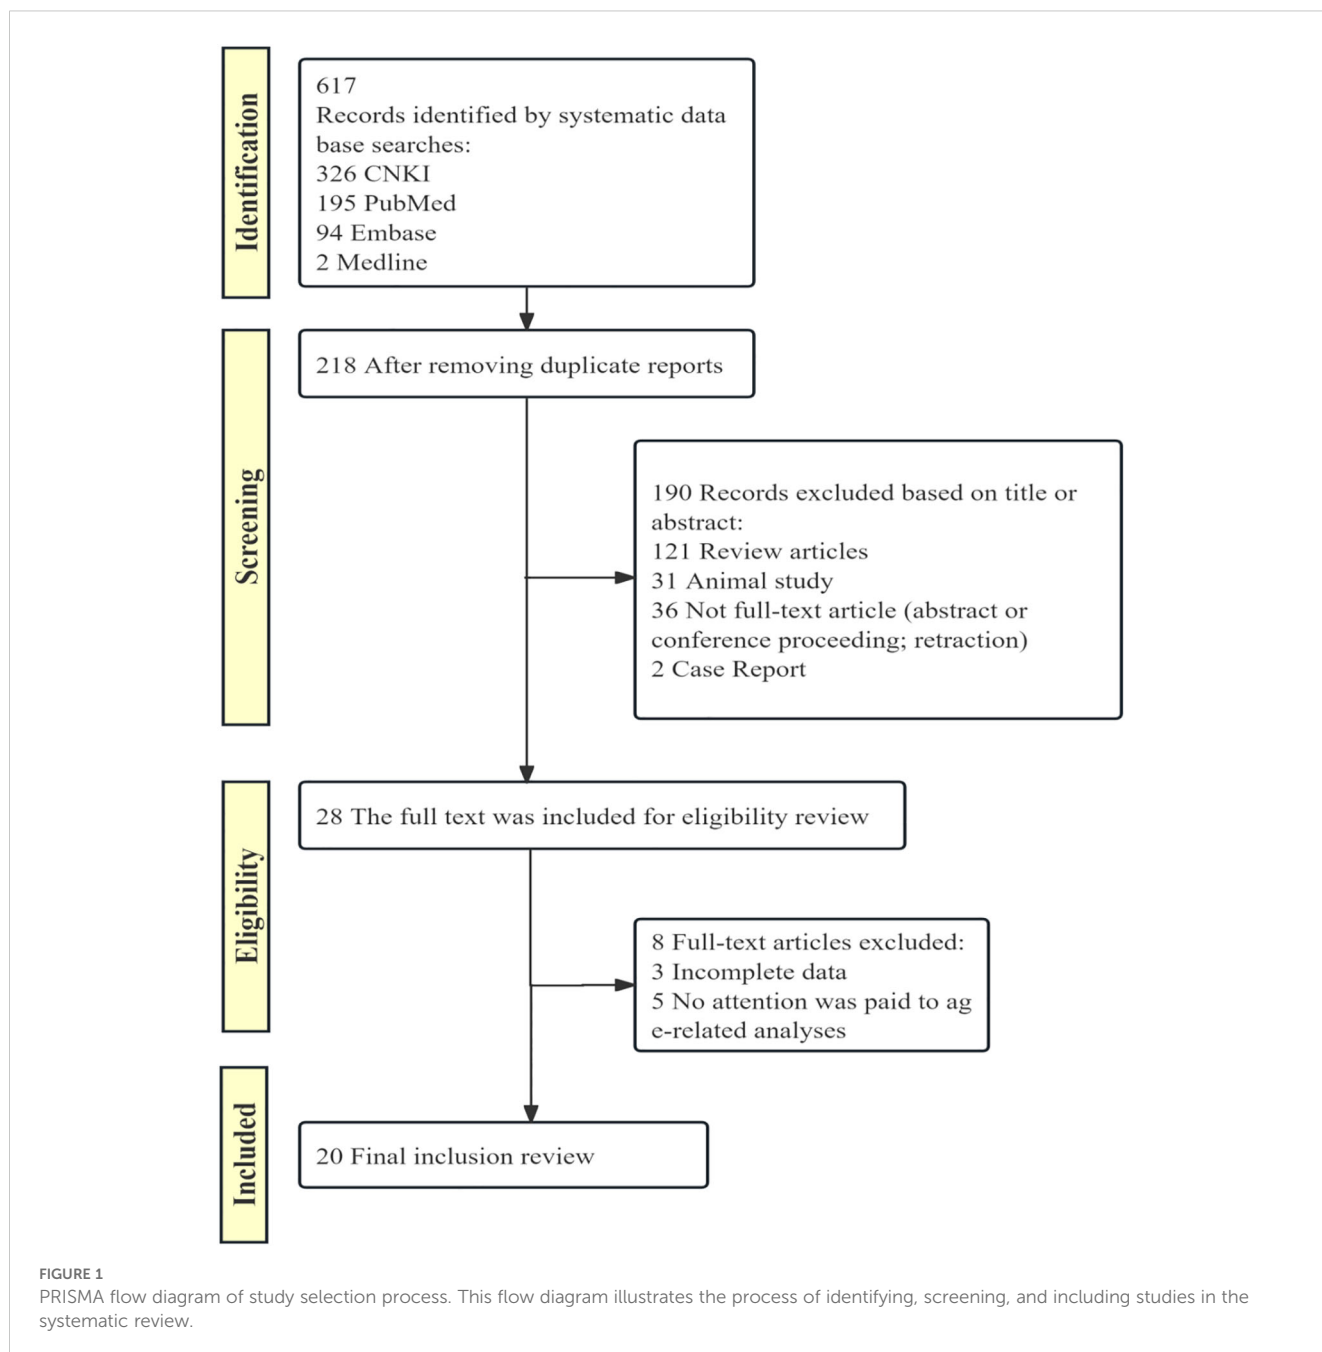 Identification
617
Records identified by systematic data
base searches:
326 CNKI
195 PubMed
94 Embase
2 Medline
Screening
218 After removing duplicate reports
190 Records excluded based on title or
abstract:
121 Review articles
31 Animal study
36 Not full-text article (abstract or
conference proceeding; retraction)
2 Case Report
Eligibility
28 The full text was included for eligibility review
8 Full-text articles excluded:
3 Incomplete data
5 No attention was paid to ag
e-related analyses
Included
20 Final inclusion review
FIGURE 1
PRISMA flow diagram of study selection process. This flow diagram illustrates the process of identifying, screening, and including studies in the
systematic review.